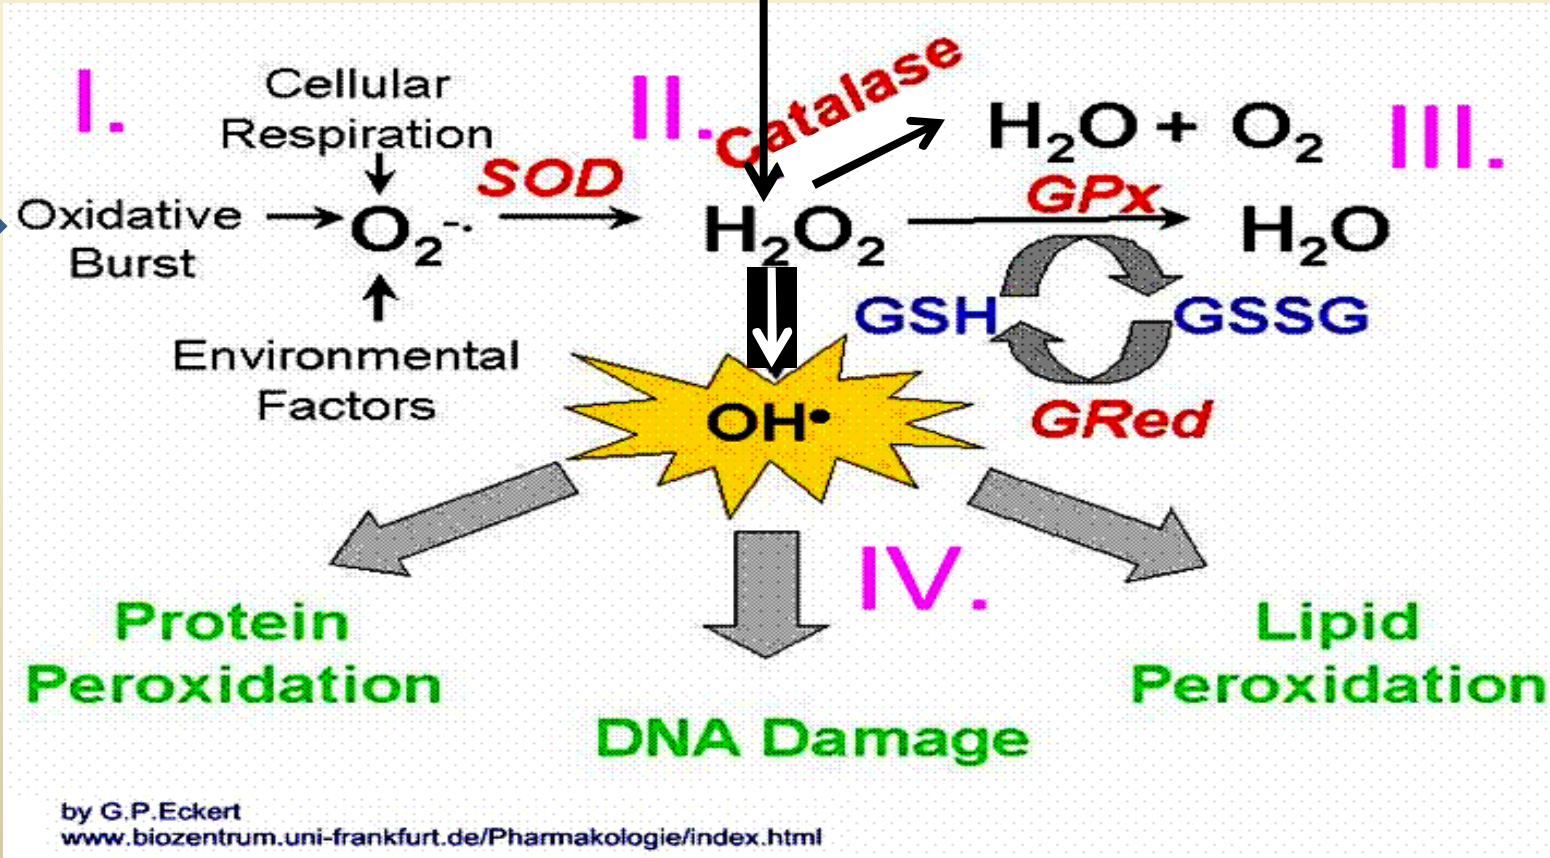 I.
Cellular
Respiration
Oxidative
Burst
O₂⁻·
Environmental
Factors
SOD
II.
Catalase
H₂O₂
H₂O + O₂
III.
GPx
H₂O
GSH
GSSG
GRed
OH•
IV.
Protein
Peroxidation
DNA Damage
Lipid
Peroxidation
by G.P.Eckert
www.biozentrum.uni-frankfurt.de/Pharmakologie/index.html